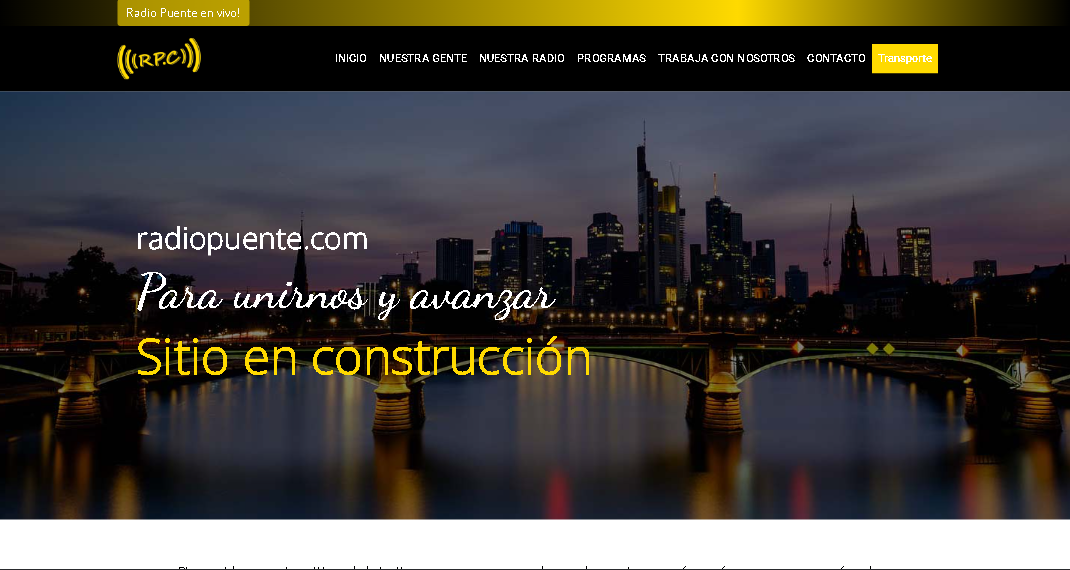 Radio Puente en vivo!
R.P.C
INICIO NUESTRA GENTE NUESTRA RADIO PROGRAMAS TRABAJA CON NOSOTROS CONTACTO Transporte
radiopuente.com
Para unirnos y avanzar
Sitio en construcción